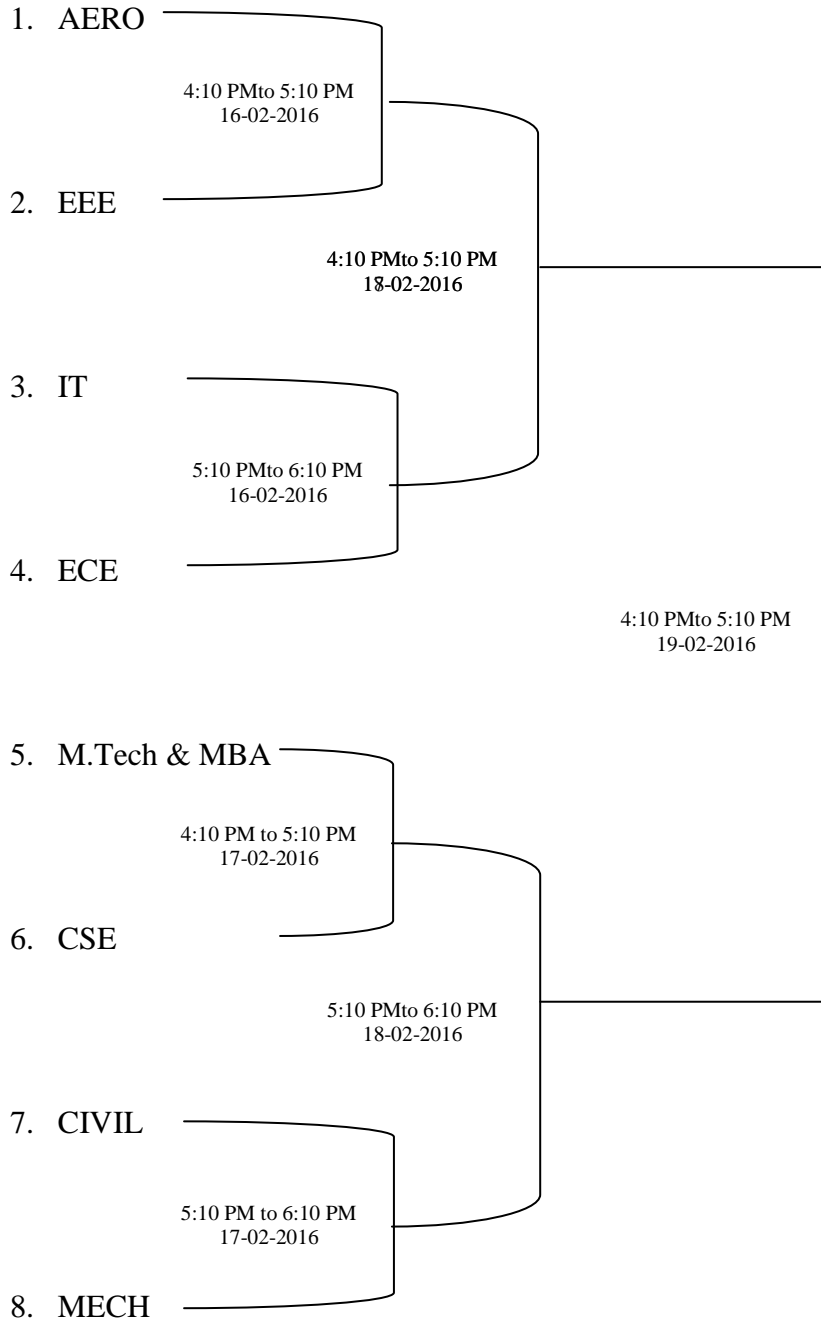 1. AERO
4:10 PMto 5:10 PM
16-02-2016
2. EEE
4:10 PMto 5:10 PM
3. IT
5:10 PMto 6:10 PM
16-02-2016
4. ECE
4:10 PMto 5:10 PM
19-02-2016
5. M.Tech & MBA
4:10 PM to 5:10 PM
17-02-2016
6. CSE
5:10 PMto 6:10 PM
18-02-2016
7. CIVIL
5:10 PM to 6:10 PM
17-02-2016
8. MECH